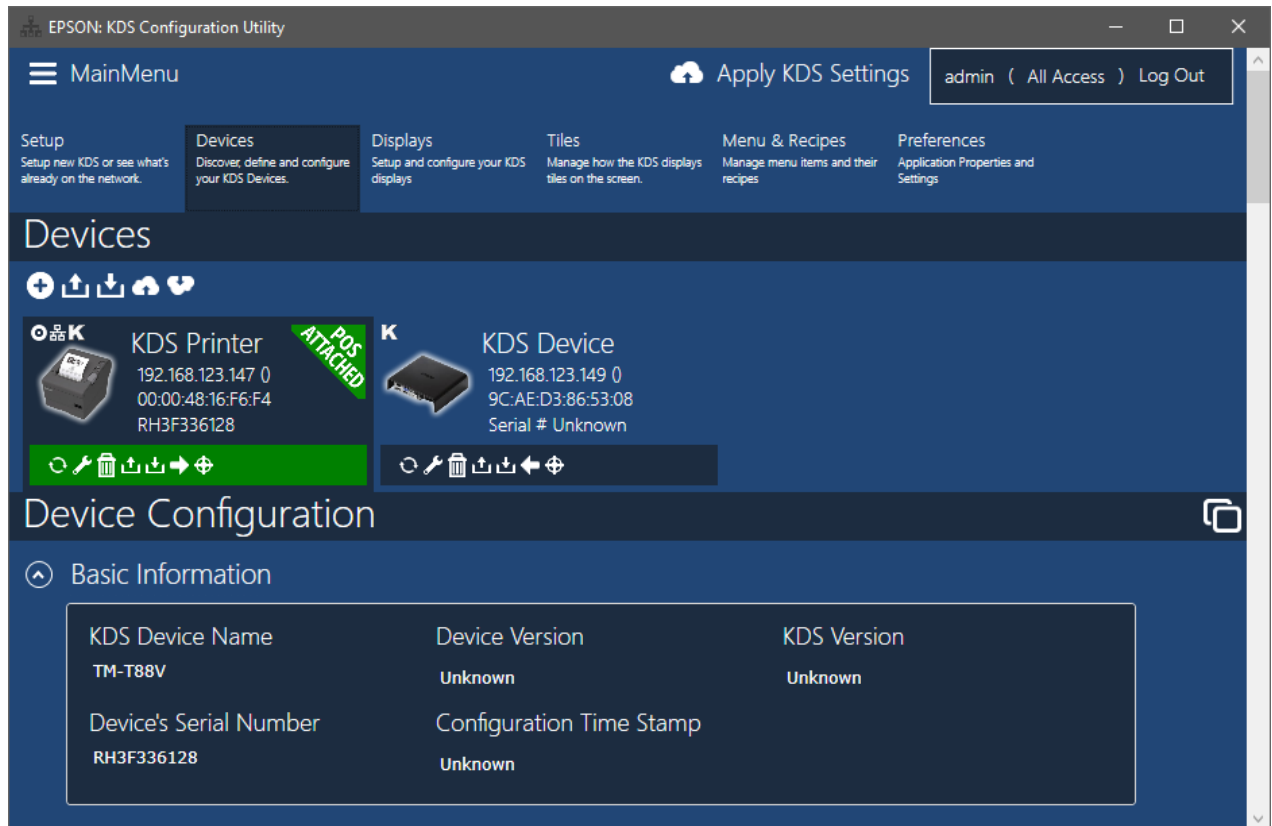 EPSON: KDS Configuration Utility
MainMenu
Apply KDS Settings
admin ( All Access ) Log Out
Setup
Setup new KDS or see what's
already on the network.
Devices
Discover, define and configure
your KDS Devices.
Displays
Setup and configure your KDS
displays
Tiles
Manage how the KDS displays
tiles on the screen.
Menu & Recipes
Manage menu items and their
recipes
Preferences
Application Properties and
Settings
Devices
K
KDS Printer
192.168.123.147 ()
00:00:48:16:F6:F4
RH3F336128
POS
ATTACHED
K
KDS Device
192.168.123.149 ()
9C:AE:D3:86:53:08
Serial # Unknown
Device Configuration
Basic Information
KDS Device Name
TM-T88V
Device Version
Unknown
KDS Version
Unknown
Device's Serial Number
RH3F336128
Configuration Time Stamp
Unknown